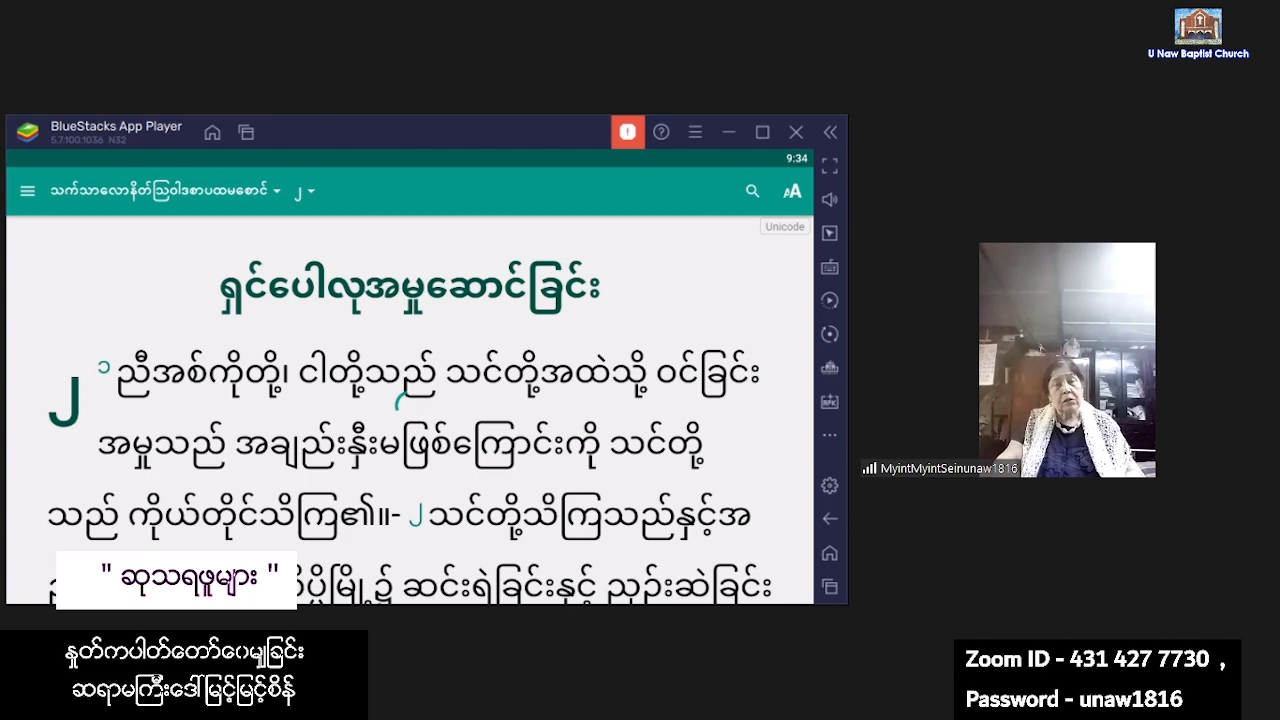 U Naw Baptist Church
BlueStacks App Player
5.7.100.1036 N32
9:34
သက်သာလောနိတ်ဩဝါဒစာပထမစောင် ၂
AA
Unicode
ရှင်ပေါလုအမှုဆောင်ခြင်း
၂ ၁ ညီအစ်ကိုတို့၊ ငါတို့သည် သင်တို့အထဲသို့ ဝင်ခြင်း
အမှုသည် အချည်းနှီးမဖြစ်ကြောင်းကို သင်တို့
သည် ကိုယ်တိုင်သိကြ၏။- ၂ သင်တို့သိကြသည်နှင့်အ
မြို့၌ ဆင်းရဲခြင်းနှင့် ညှဉ်းဆဲခြင်း
" ဆုသရဖူများ "
MyintMyintSeinunaw1816
နှုတ်ကပါတ်တော်ဝေမျှခြင်း
ဆရာမကြီးဒေါ်မြင့်မြင့်စိန်
Zoom ID - 431 427 7730 ,
Password - unaw1816